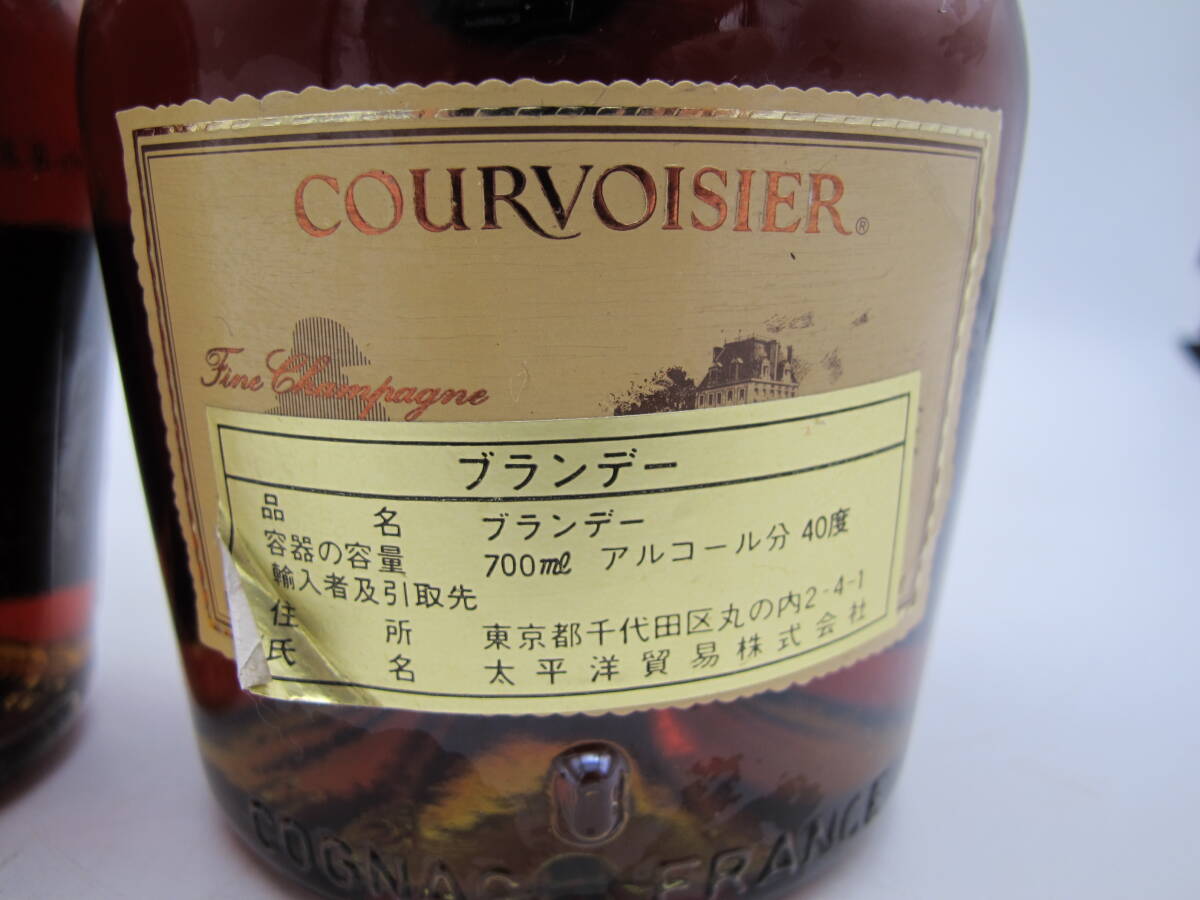 COURVOISIER®
Fine Champagne
ブランデー
品 名 ブランデー
容器の容量 700ml アルコール分 40度
輸入者及引取先
住 所 東京都千代田区丸の内2-4-1
氏 名 太平洋貿易株式会社
COGNAC FRANCE